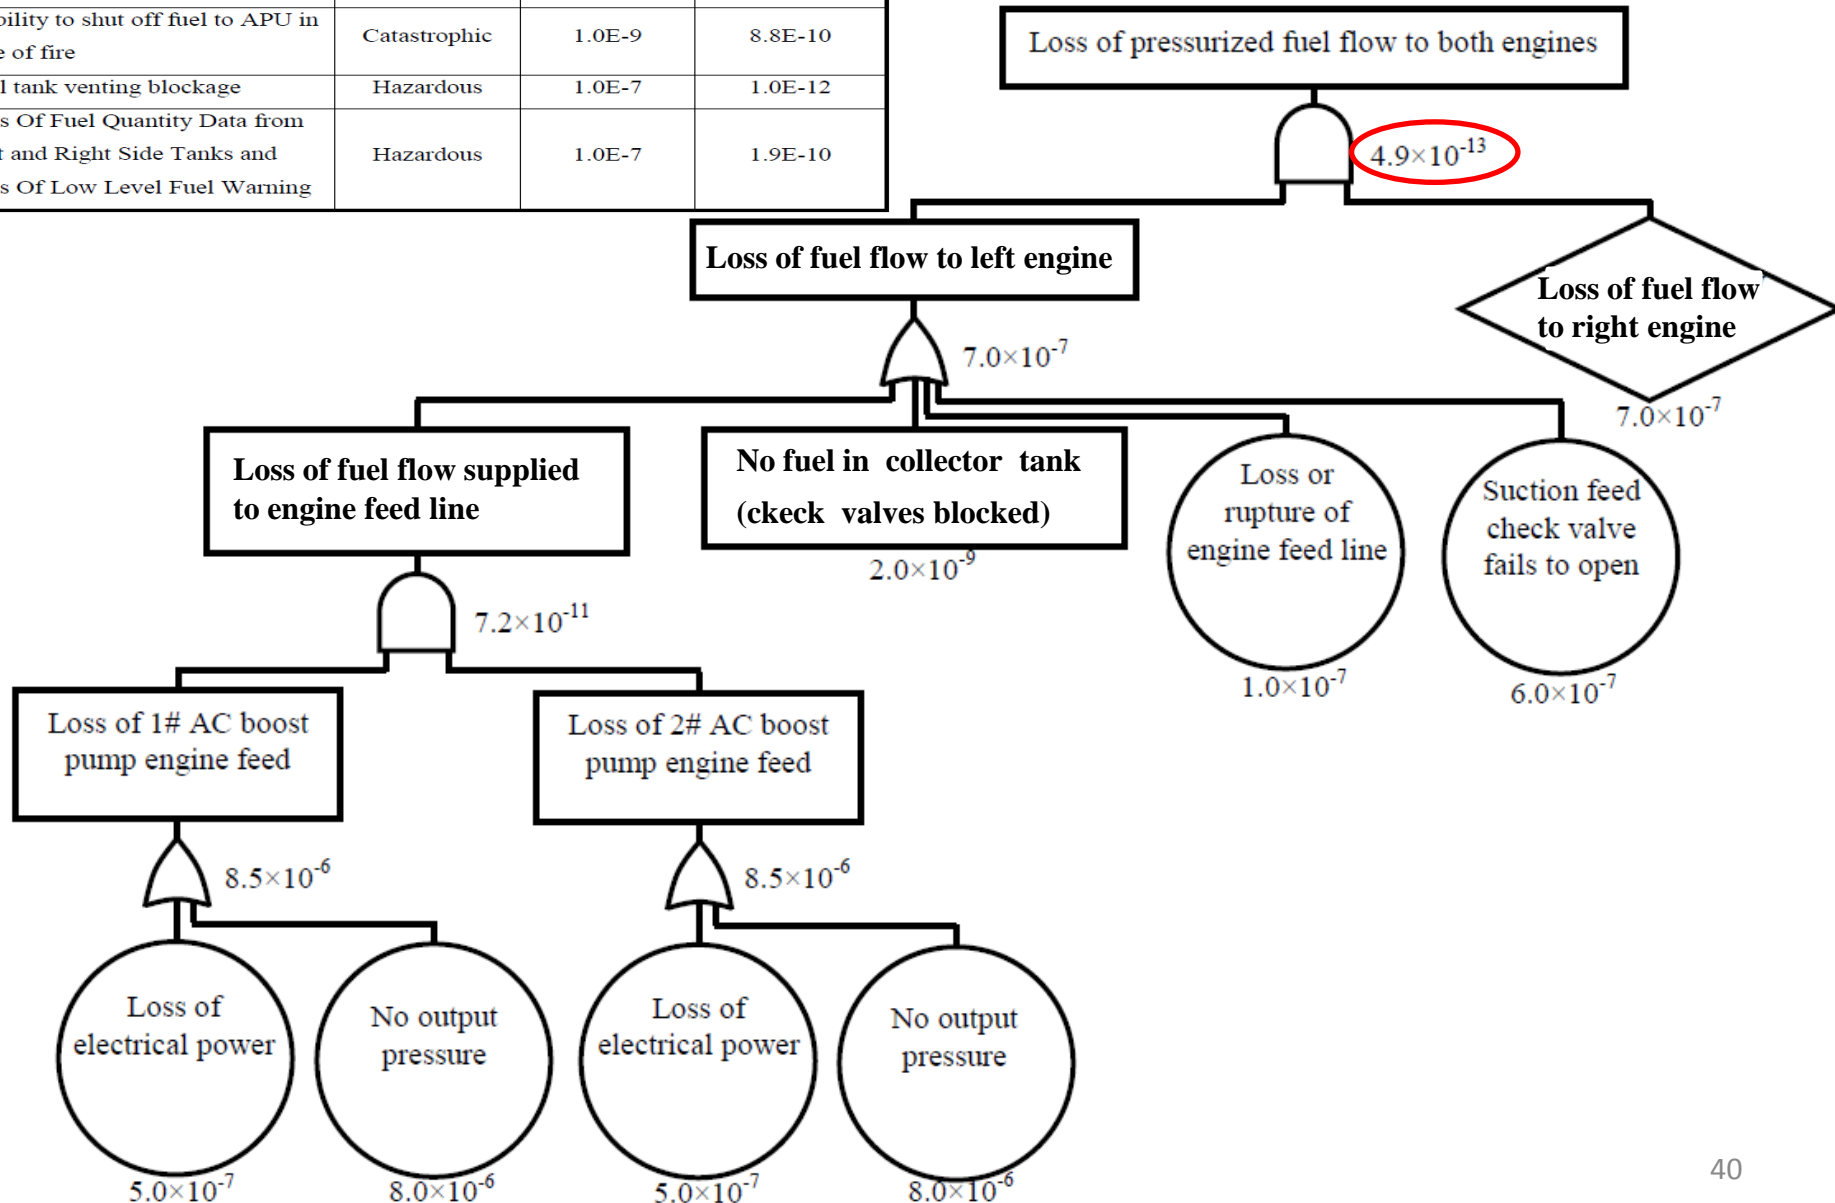 bility to shut off fuel to APU in
e of fire
Catastrophic
1.0E-9
8.8E-10
l tank venting blockage
Hazardous
1.0E-7
1.0E-12
s Of Fuel Quantity Data from
t and Right Side Tanks and
s Of Low Level Fuel Warning
Hazardous
1.0E-7
1.9E-10
Loss of pressurized fuel flow to both engines
4.9×10⁻¹³
Loss of fuel flow to left engine
Loss of fuel flow
to right engine
7.0×10⁻⁷
7.0×10⁻⁷
Loss of fuel flow supplied
to engine feed line
No fuel in collector tank
(ckeck valves blocked)
2.0×10⁻⁹
Loss or
rupture of
engine feed line
1.0×10⁻⁷
Suction feed
check valve
fails to open
6.0×10⁻⁷
7.2×10⁻¹¹
Loss of 1# AC boost
pump engine feed
Loss of 2# AC boost
pump engine feed
8.5×10⁻⁶
8.5×10⁻⁶
Loss of
electrical power
No output
pressure
Loss of
electrical power
No output
pressure
5.0×10⁻⁷
8.0×10⁻⁶
5.0×10⁻⁷
8.0×10⁻⁶
40